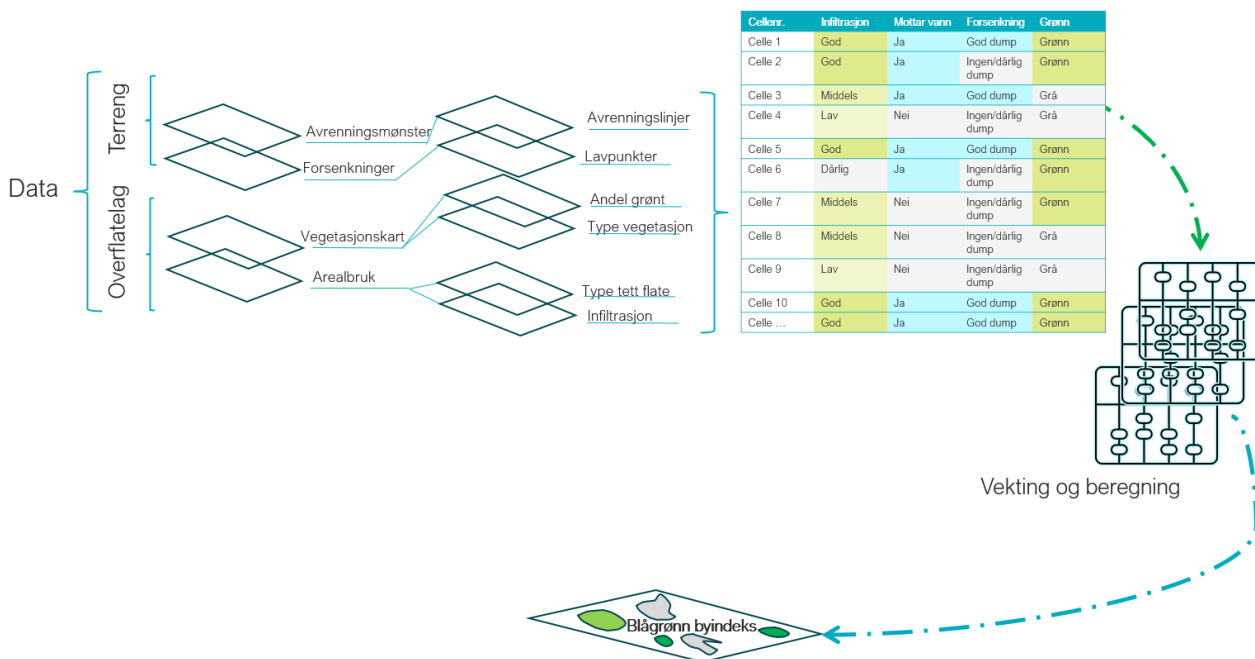 Data
Terreng
Overflatelag
Avrenningsmønster
Forsenkninger
Vegetasjonskart
Arealbruk
Avrenningslinjer
Lavpunkter
Andel grønt
Type vegetasjon
Type tett flate
Infiltrasjon
Cellenr. Infiltrasjon Mottar vann Forsenkning Grønn
Celle 1 God Ja God dump Grønn
Celle 2 God Ja Ingen/dårlig Grønn
dump
Celle 3 Middels Ja God dump Grå
Celle 4 Lav Nei Ingen/dårlig Grå
dump
Celle 5 God Ja God dump Grønn
Celle 6 Dårlig Ja Ingen/dårlig Grønn
dump
Celle 7 Middels Nei Ingen/dårlig Grønn
dump
Celle 8 Middels Nei Ingen/dårlig Grå
dump
Celle 9 Lav Nei Ingen/dårlig Grå
dump
Celle 10 God Ja God dump Grønn
Celle … God Ja God dump Grønn
Vekting og beregning
Blågrønn byindeks